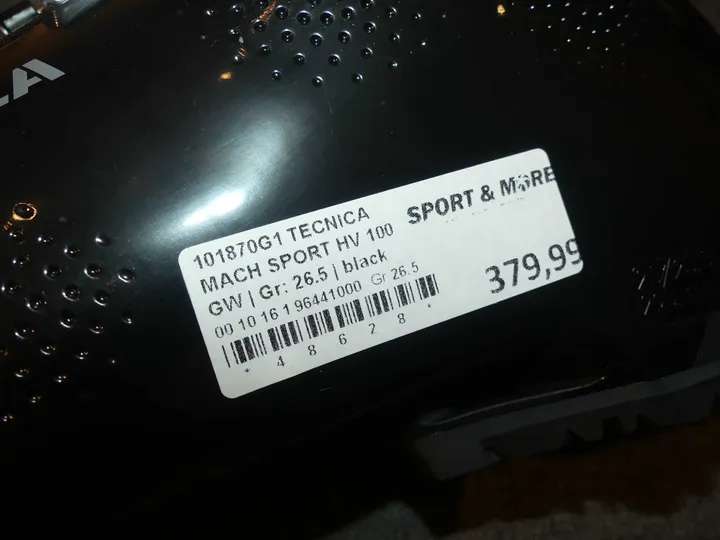 LA
101870G1 TECNICA
MACH SPORT HV 100
GW | Gr: 26.5 | black
00 10 16 1 96441000 Gr 26.5
* 4 8 6 2 8 *
SPORT & MORE
379,99